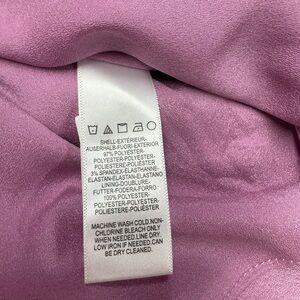 SHELL-EXTÉRIEUR-
AUSSERHALB-FUORI-EXTERIOR
97% POLYESTER-
POLYESTER-POLYESTER-
POLIESTERE-POLIÉSTER
3% SPANDEX-ELASTHANNE-
ELASTAN-ELASTAN-ELASTANO
LINING-DOUBLURE-
FUTTER-FODERA-FORRO
100% POLYESTER-
POLYESTER-POLYESTER-
POLIESTERE-POLIÉSTER
MACHINE WASH COLD.NON-
CHLORINE BLEACH ONLY
WHEN NEEDED.LINE DRY.
LOW IRON IF NEEDED.CAN
BE DRY CLEANED.